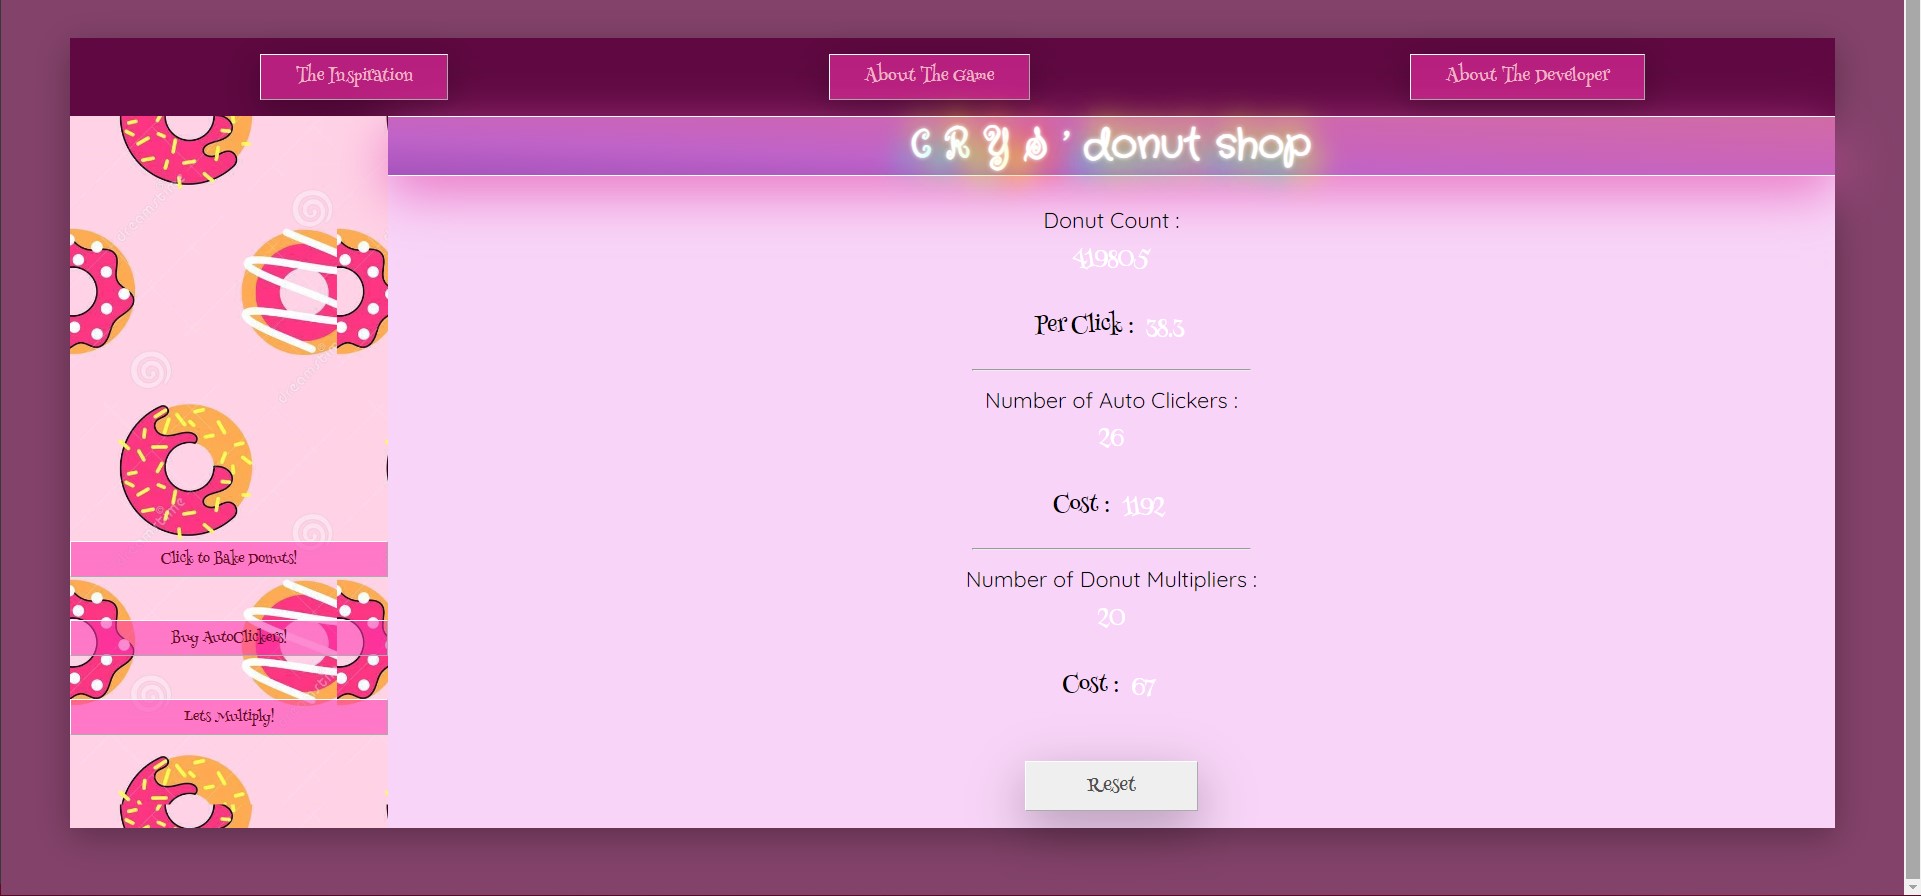 The Inspiration
About The Game
About The Developer
C R Y S ' donut shop
Donut Count :
419805
Per Click : 38.3
Number of Auto Clickers :
26
Cost : 1192
Number of Donut Multipliers :
20
Cost : 67
Reset
Click to Bake Donuts!
Buy AutoClickers!
Lets Multiply!